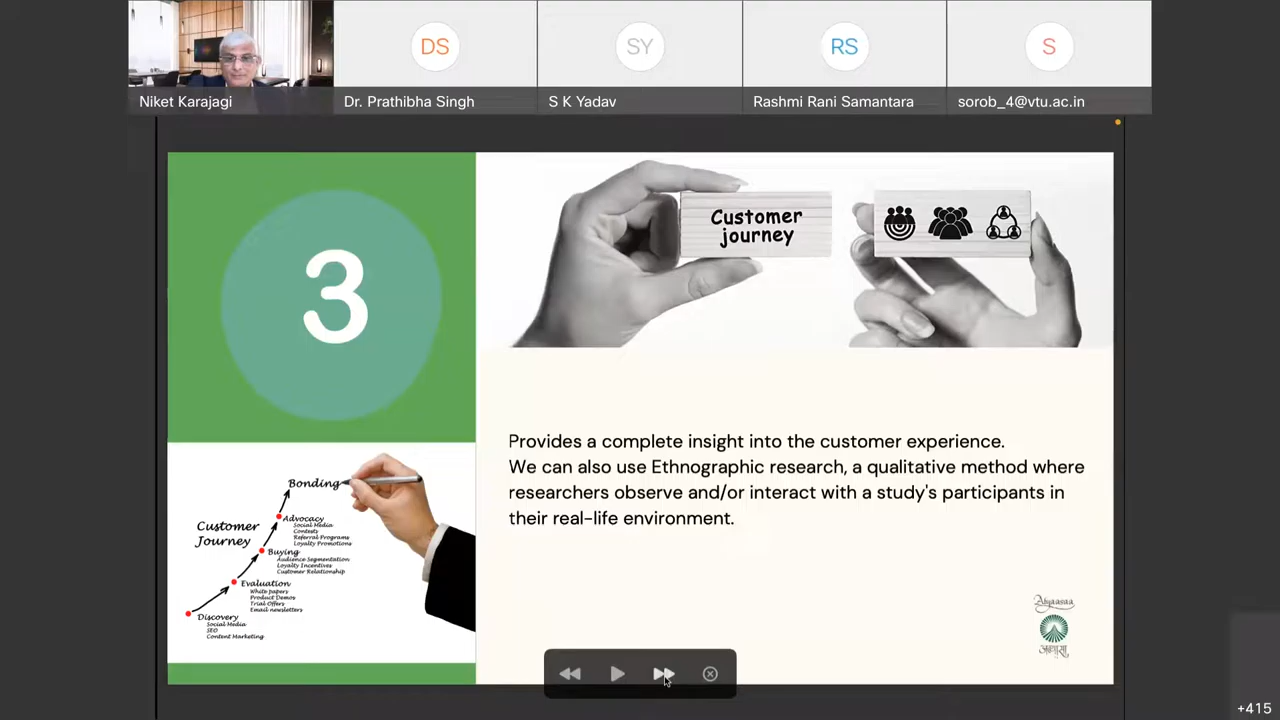 DS
SY
RS
S
Niket Karajagi
Dr. Prathibha Singh
S K Yadav
Rashmi Rani Samantara
sorob_4@vtu.ac.in
3
Customer
journey
Provides a complete insight into the customer experience.
We can also use Ethnographic research, a qualitative method where
researchers observe and/or interact with a study's participants in
their real-life environment.
Customer
Journey
Bonding
Advocacy
Social Media
Contests
Referral Programs
Loyalty Promotions
Buying
Audience Segmentation
Loyalty Incentives
Customer Relationship
Evaluation
White papers
Product Demos
Trial Offers
Email newsletters
Discovery
Social Media
SEO
Content Marketing
Abyaasaa
+415